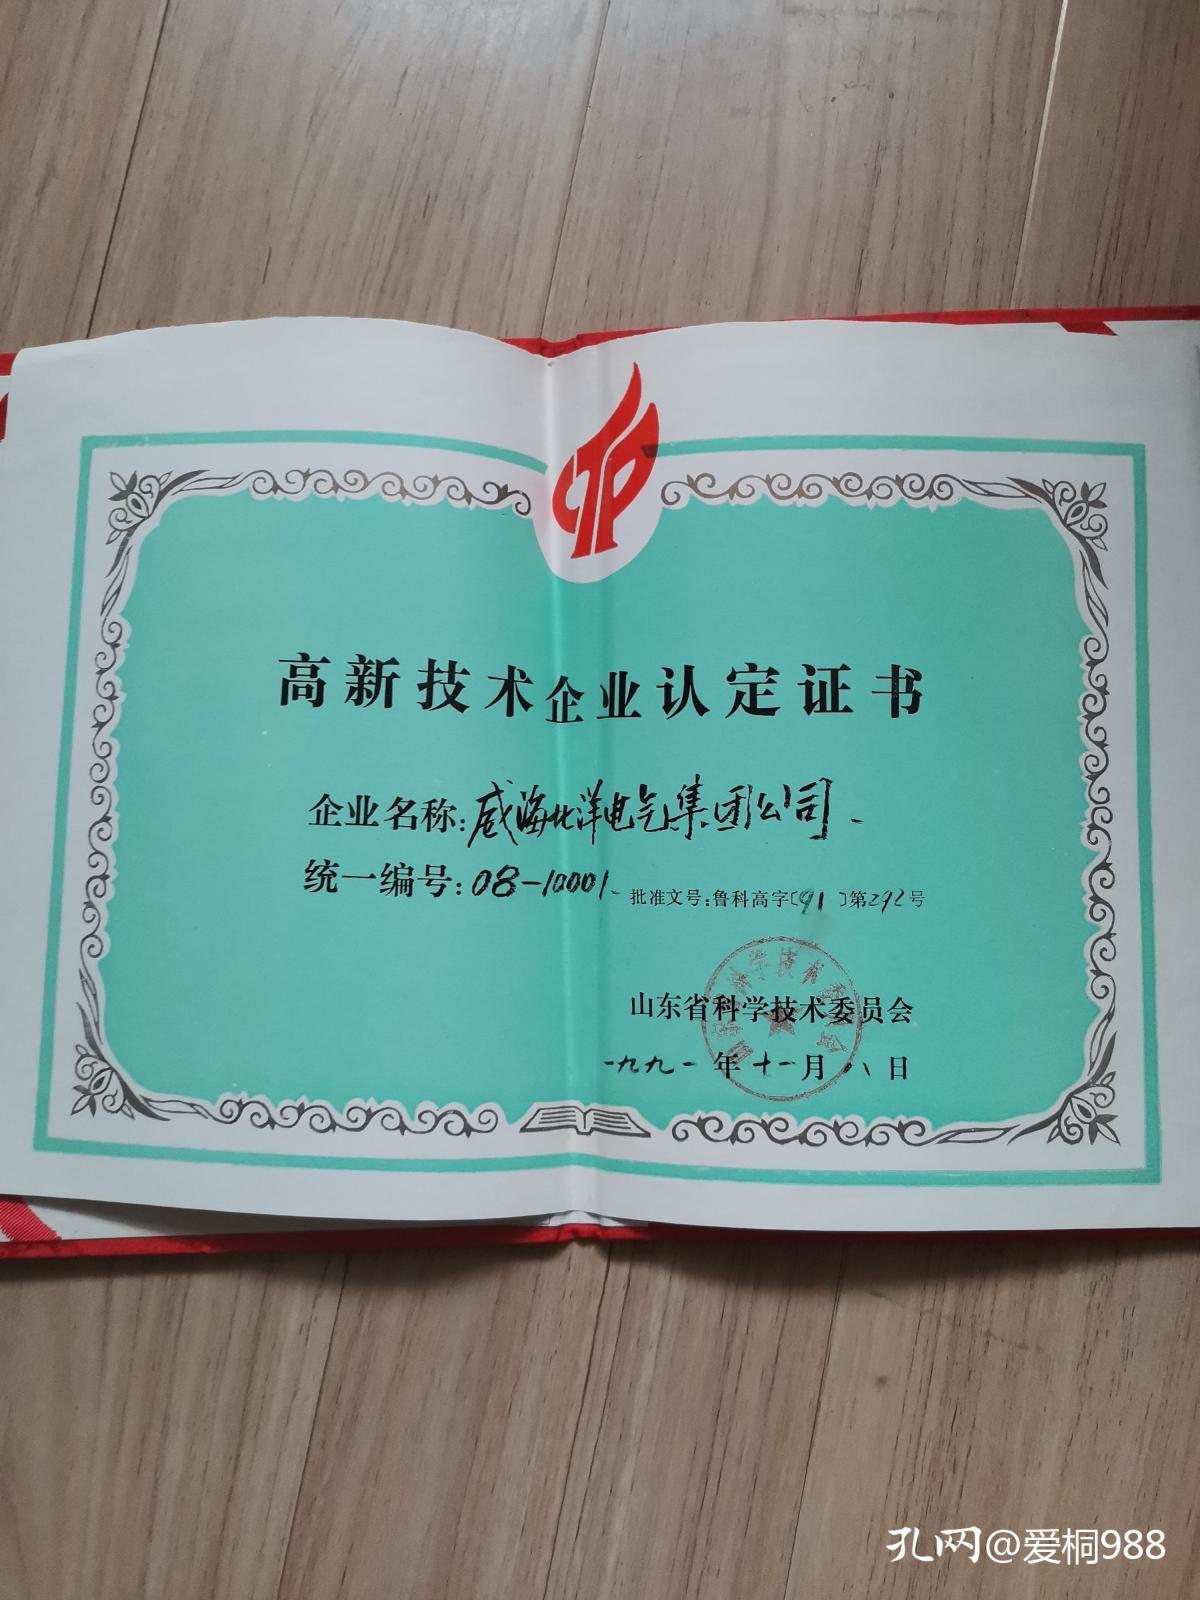 高新技术企业认定证书
企业名称:威海北洋电气集团公司
统一编号:08-10001
批准文号:鲁科高字〔91〕第292号
山东省科学技术委员会
一九九一年十一月 八日
孔网@爱桐988